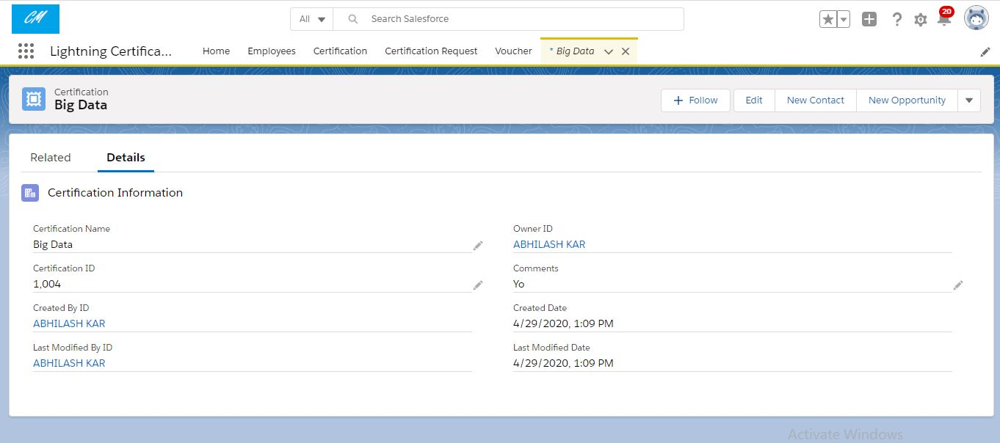 CM
All
Search Salesforce
20
Lightning Certifica...
Home
Employees
Certification
Certification Request
Voucher
* Big Data
Certification
Big Data
+ Follow
Edit
New Contact
New Opportunity
Related
Details
Certification Information
Certification Name
Big Data
Owner ID
ABHILASH KAR
Certification ID
1,004
Comments
Yo
Created By ID
ABHILASH KAR
Created Date
4/29/2020, 1:09 PM
Last Modified By ID
ABHILASH KAR
Last Modified Date
4/29/2020, 1:09 PM
Activate Windows